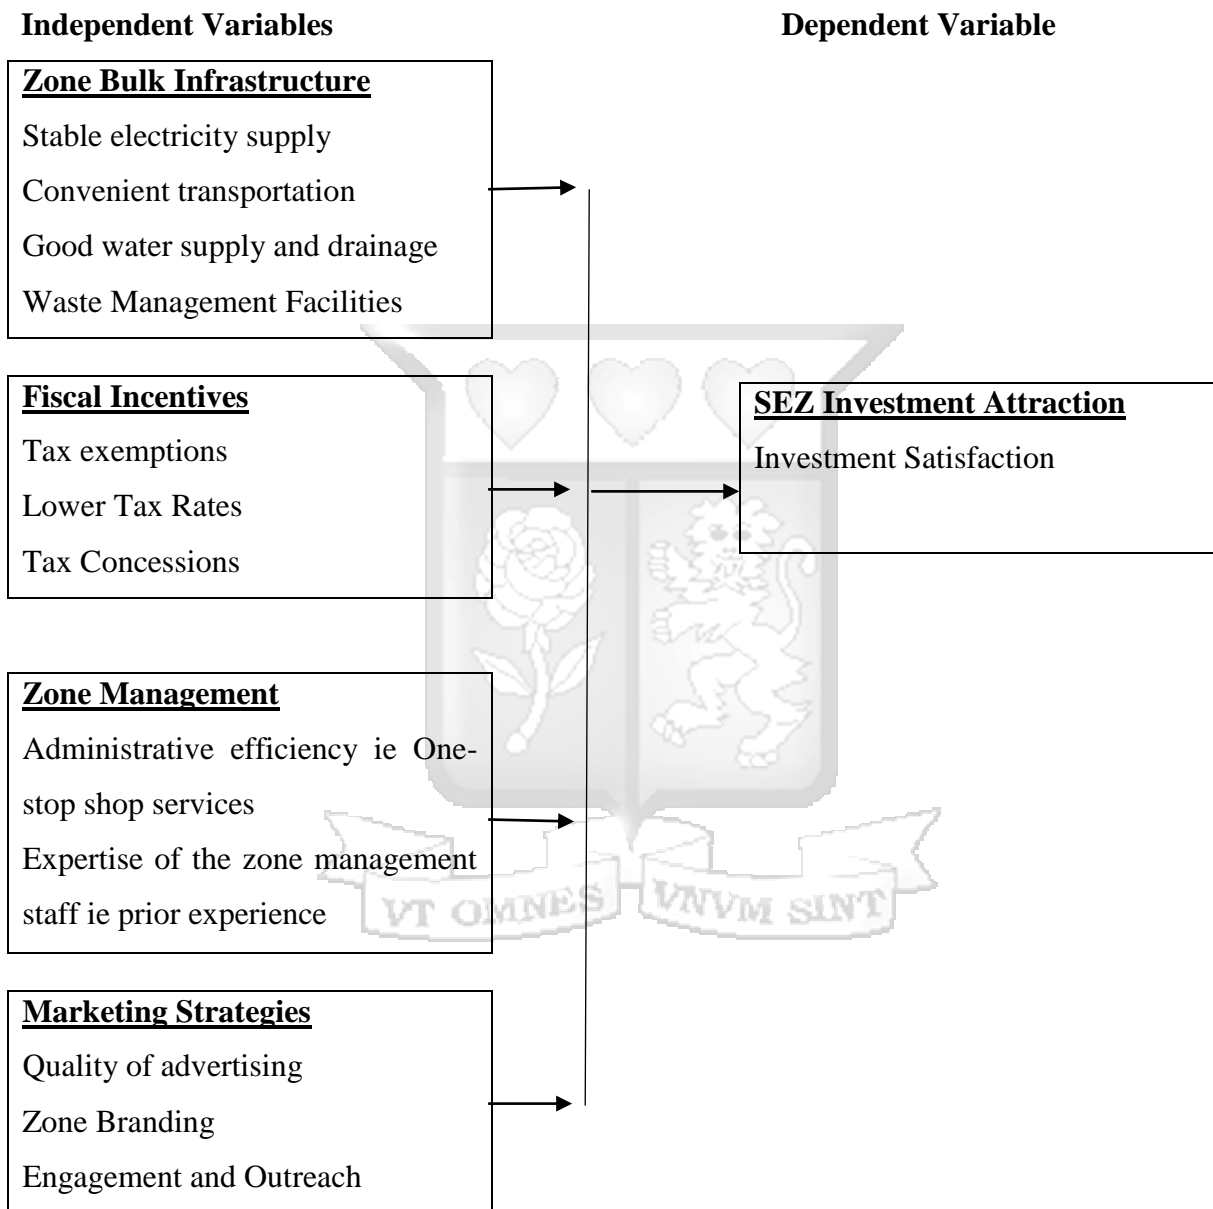 Independent Variables
Dependent Variable
Zone Bulk Infrastructure
Stable electricity supply
Convenient transportation
Good water supply and drainage
Waste Management Facilities
Fiscal Incentives
Tax exemptions
Lower Tax Rates
Tax Concessions
SEZ Investment Attraction
Investment Satisfaction
Zone Management
Administrative efficiency ie One-
stop shop services
Expertise of the zone management
staff ie prior experience
VT OMNES VNVM SINT
Marketing Strategies
Quality of advertising
Zone Branding
Engagement and Outreach